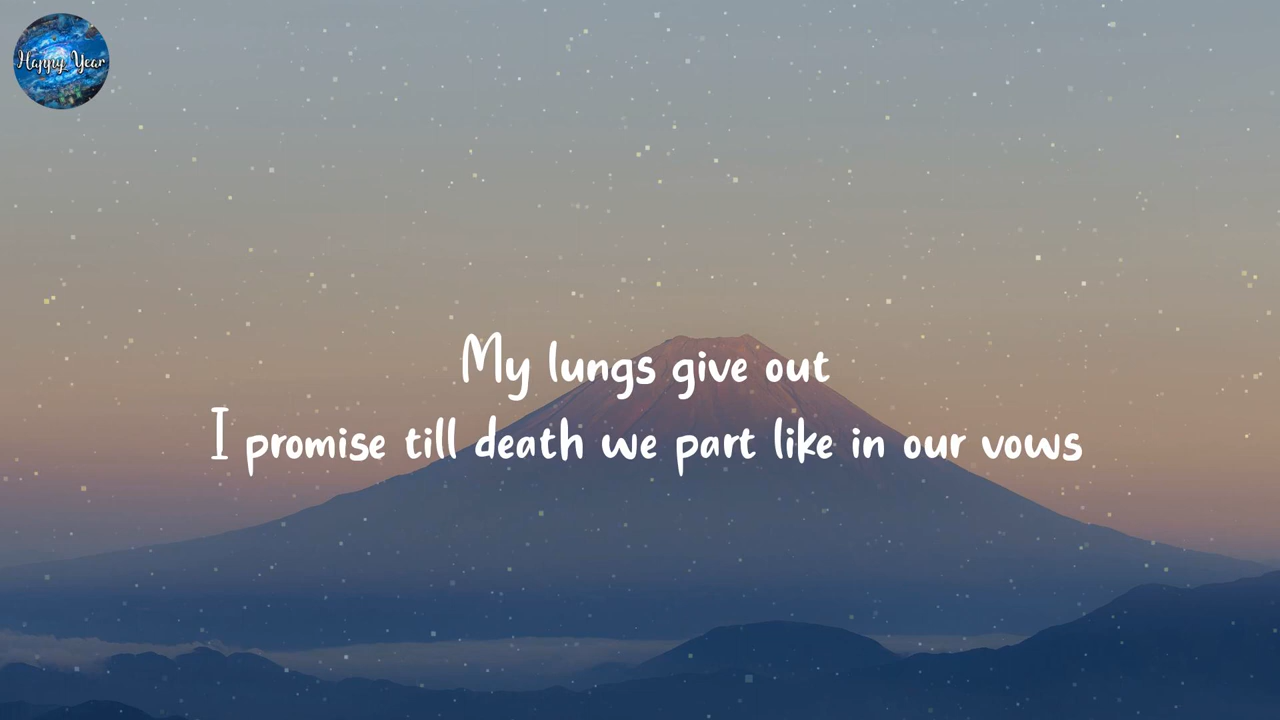 Happy Year
My lungs give out
I promise till death we part like in our vows